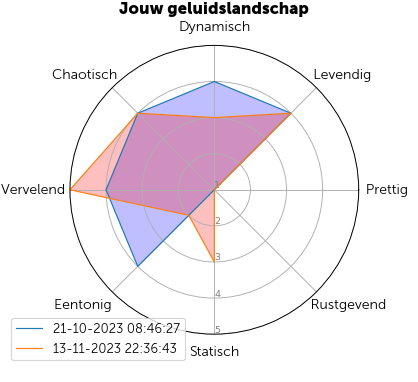 Jouw geluidslandschap
Dynamisch
Chaotisch
Levendig
Vervelend
Prettig
1
2
3
4
5
Eentonig
Rustgevend
Statisch
21-10-2023 08:46:27
13-11-2023 22:36:43